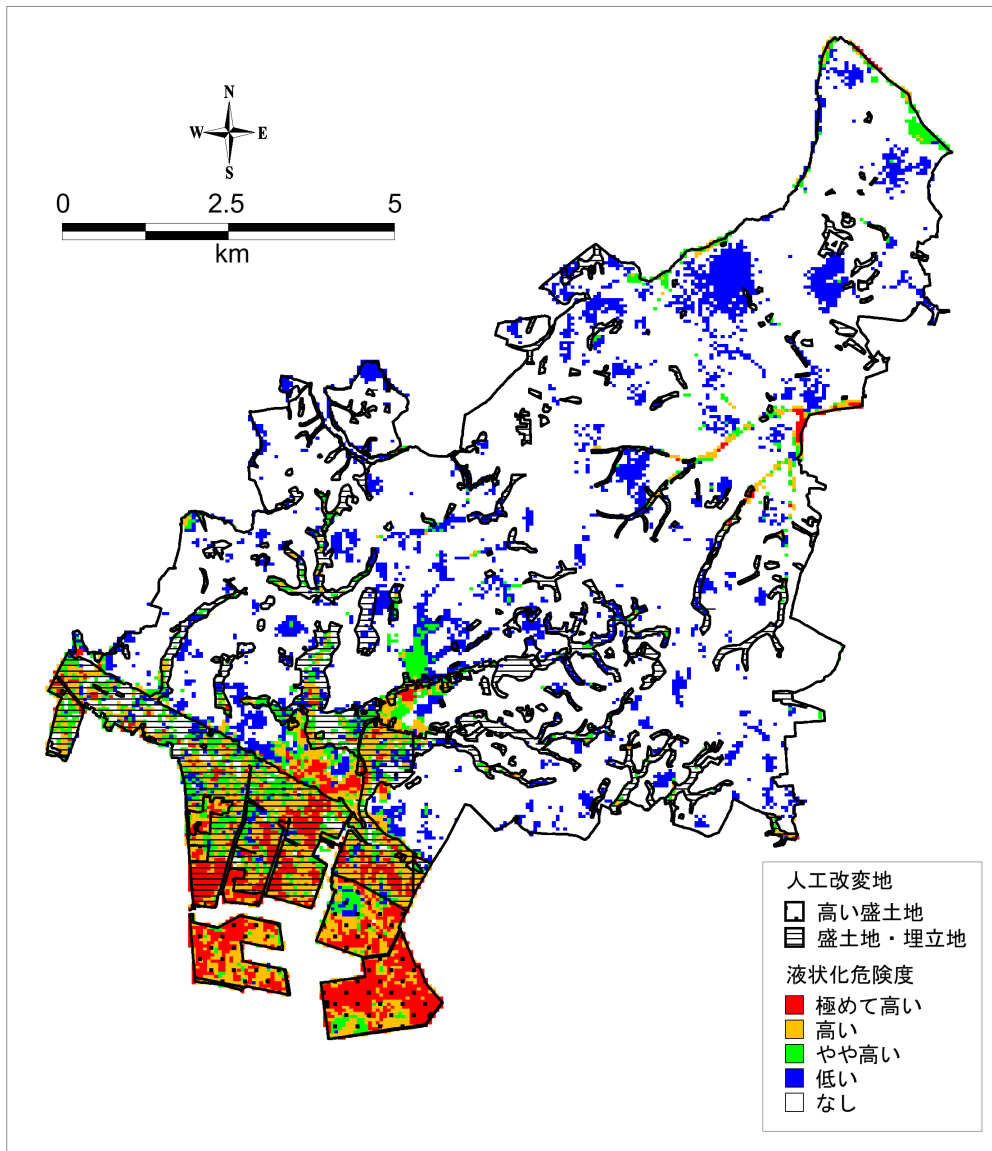 N
W E
S
0 2.5 5
km
人工改変地
高い盛土地
盛土地・埋立地
液状化危険度
極めて高い
高い
やや高い
低い
なし